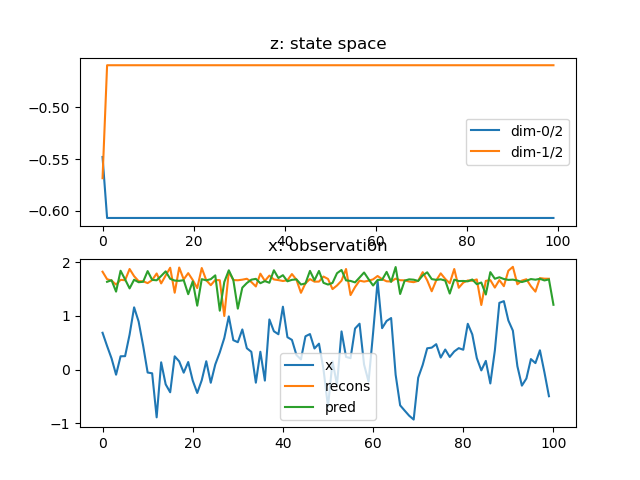 z: state space
−0.50
−0.55
−0.60
dim-0/2
dim-1/2
0 20 40 60 80 100
x: observation
2
1
0
−1
x
recons
pred
0 20 40 60 80 100